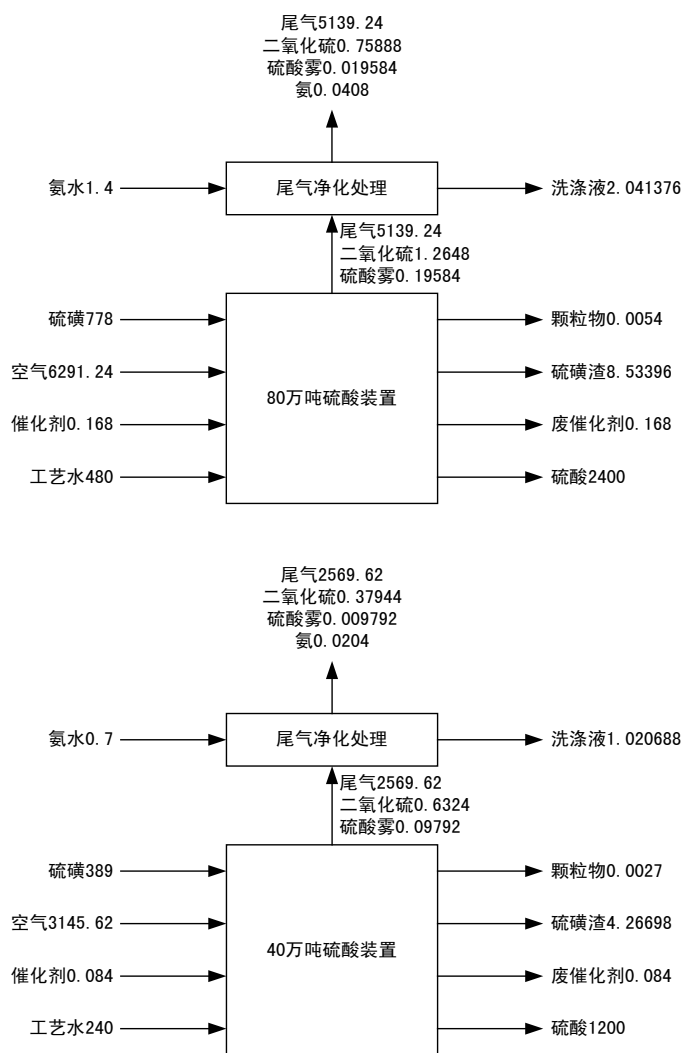 尾气5139.24
二氧化硫0.75888
硫酸雾0.019584
氨0.0408
氨水1.4
尾气净化处理
洗涤液2.041376
尾气5139.24
二氧化硫1.2648
硫酸雾0.19584
硫磺778
空气6291.24
催化剂0.168
工艺水480
80万吨硫酸装置
颗粒物0.0054
硫磺渣8.53396
废催化剂0.168
硫酸2400
尾气2569.62
二氧化硫0.37944
硫酸雾0.009792
氨0.0204
氨水0.7
尾气净化处理
洗涤液1.020688
尾气2569.62
二氧化硫0.6324
硫酸雾0.09792
硫磺389
空气3145.62
催化剂0.084
工艺水240
40万吨硫酸装置
颗粒物0.0027
硫磺渣4.26698
废催化剂0.084
硫酸1200